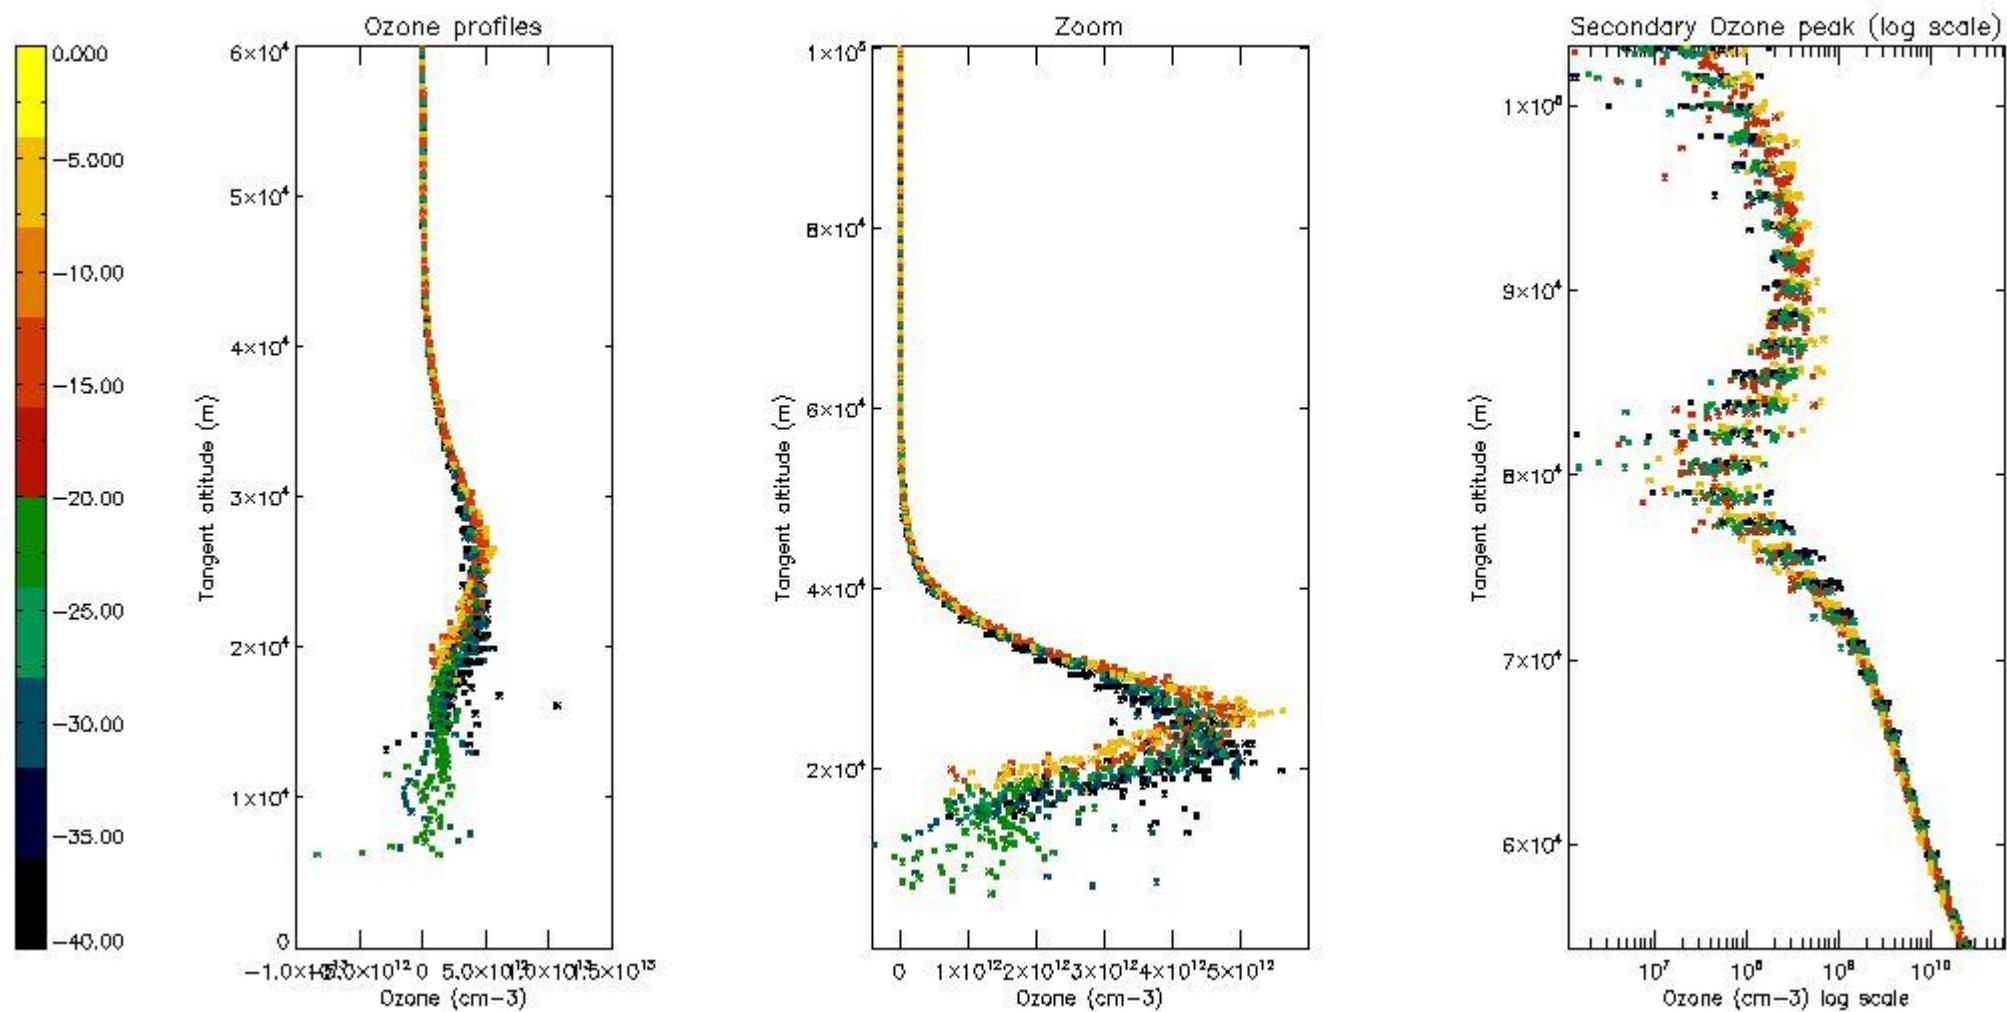 Ozone profiles
Zoom
Secondary Ozone peak (log scale)
0.000
−5.000
−10.00
−15.00
−20.00
−25.00
−30.00
−35.00
−40.00
6×10⁴
5×10⁴
4×10⁴
3×10⁴
2×10⁴
1×10⁴
0
Tangent altitude (m)
5.0×10¹² 0
Ozone (cm−3)
1×10⁵
8×10⁴
6×10⁴
4×10⁴
2×10⁴
Tangent altitude (m)
0 1×10¹² 2×10¹² 3×10¹² 4×10¹² 5×10¹²
Ozone (cm−3)
9×10⁴
8×10⁴
7×10⁴
6×10⁴
Tangent altitude (m)
10⁷ 10⁸ 10⁹ 10¹⁰
Ozone (cm−3) log scale